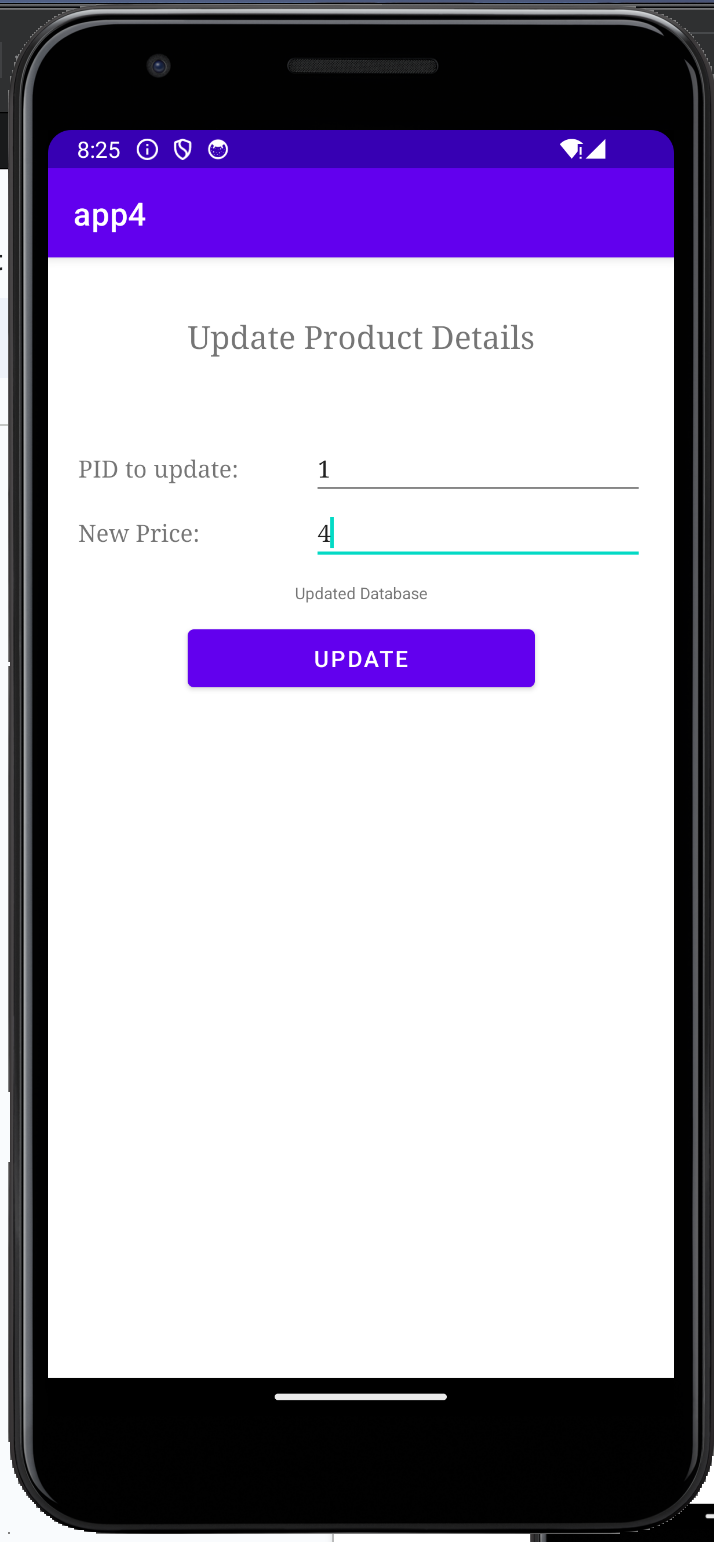 8:25
app4
Update Product Details
PID to update: 1
New Price: 4
Updated Database
UPDATE